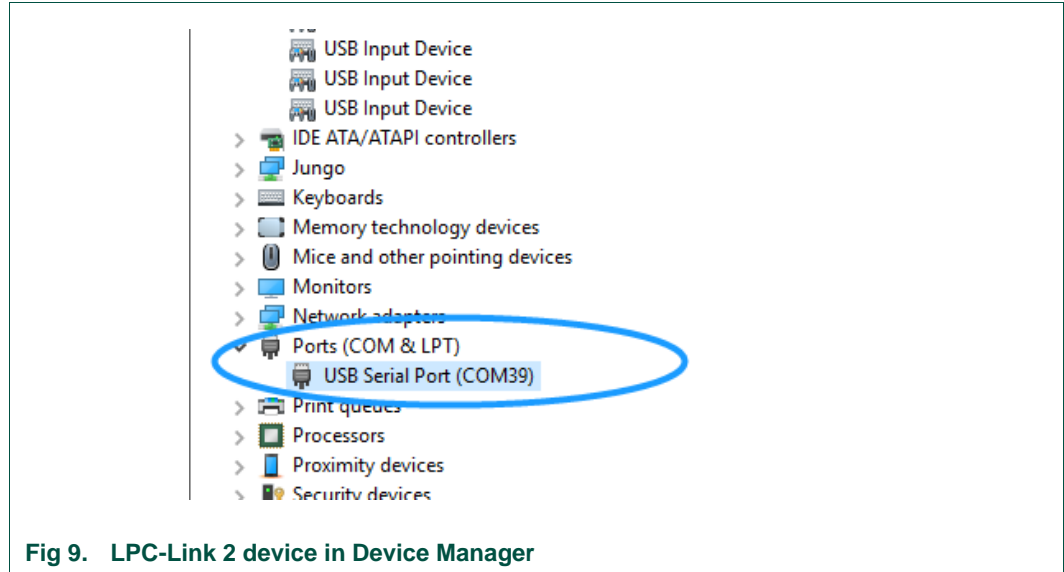 USB Input Device
USB Input Device
USB Input Device
IDE ATA/ATAPI controllers
Jungo
Keyboards
Memory technology devices
Mice and other pointing devices
Monitors
Network adapters
Ports (COM & LPT)
USB Serial Port (COM39)
Print queues
Processors
Proximity devices
Security devices
Fig 9. LPC-Link 2 device in Device Manager